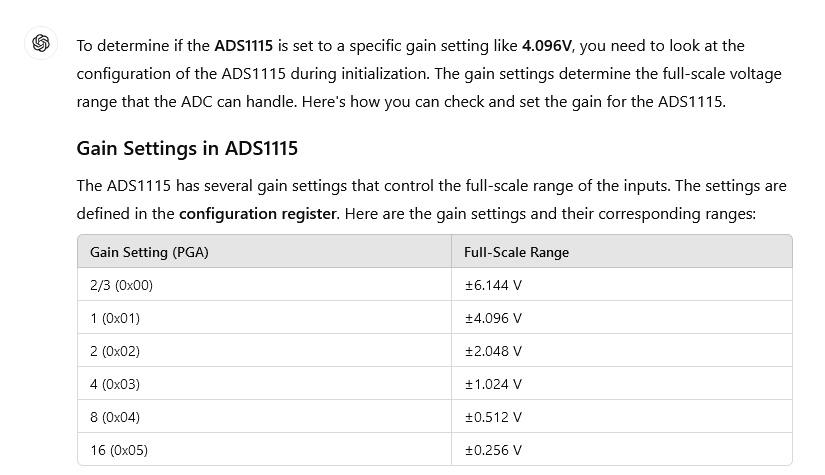 To determine if the ADS1115 is set to a specific gain setting like 4.096V, you need to look at the
configuration of the ADS1115 during initialization. The gain settings determine the full-scale voltage
range that the ADC can handle. Here's how you can check and set the gain for the ADS1115.
Gain Settings in ADS1115
The ADS1115 has several gain settings that control the full-scale range of the inputs. The settings are
defined in the configuration register. Here are the gain settings and their corresponding ranges:
Gain Setting (PGA) Full-Scale Range
2/3 (0x00) ±6.144 V
1 (0x01) ±4.096 V
2 (0x02) ±2.048 V
4 (0x03) ±1.024 V
8 (0x04) ±0.512 V
16 (0x05) ±0.256 V